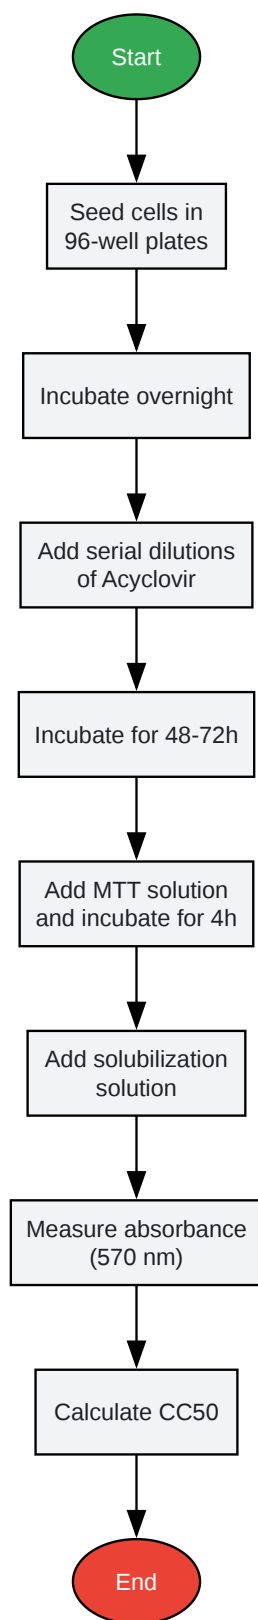 Start
Seed cells in
96-well plates
Incubate overnight
Add serial dilutions
of Acyclovir
Incubate for 48-72h
Add MTT solution
and incubate for 4h
Add solubilization
solution
Measure absorbance
(570 nm)
Calculate CC50
End